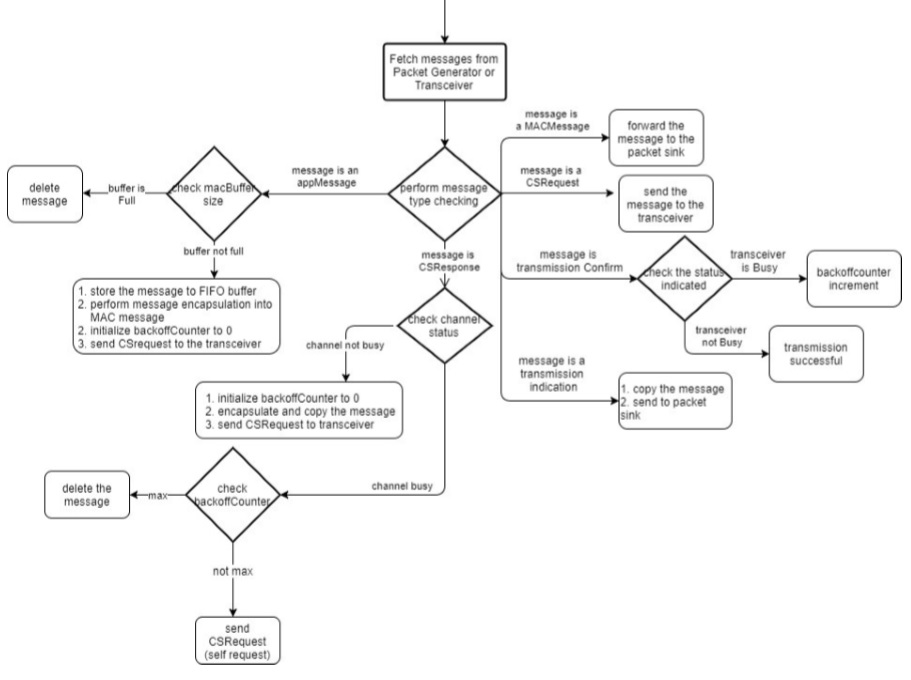 Fetch messages from
Packet Generator or
Transceiver
message is
a MACMessage
forward the
message to the
packet sink
message is an
appMessage
perform message
type checking
message is a
CSRequest
send the
message to the
transceiver
delete
message
buffer is
Full
check macBuffer
size
buffer not full
message is
CSResponse
message is
transmission Confirm
check the status
indicated
transceiver
is Busy
backoffcounter
increment
1. store the message to FIFO buffer
2. perform message encapsulation into
MAC message
2. initialize backoffCounter to 0
3. send CSrequest to the transceiver
check channel
status
channel not busy
transceiver
not Busy
transmission
successful
message is a
transmission
indication
1. copy the message
2. send to packet
sink
1. initialize backoffCounter to 0
2. encapsulate and copy the message
3. send CSRequest to transceiver
delete the
message
max
check
backoffCounter
channel busy
not max
send
CSRequest
(self request)